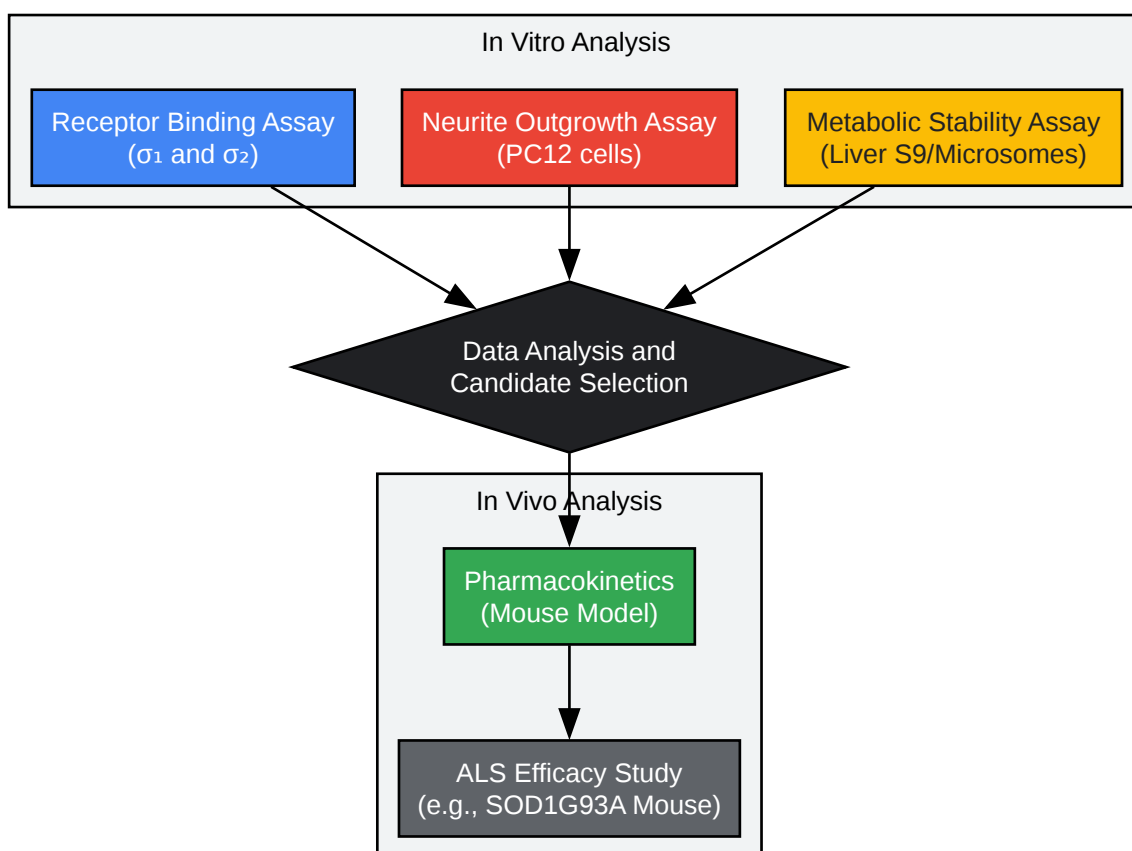 In Vitro Analysis
Receptor Binding Assay
(σ₁ and σ₂)
Neurite Outgrowth Assay
(PC12 cells)
Metabolic Stability Assay
(Liver S9/Microsomes)
Data Analysis and
Candidate Selection
In Vivo Analysis
Pharmacokinetics
(Mouse Model)
ALS Efficacy Study
(e.g., SOD1G93A Mouse)